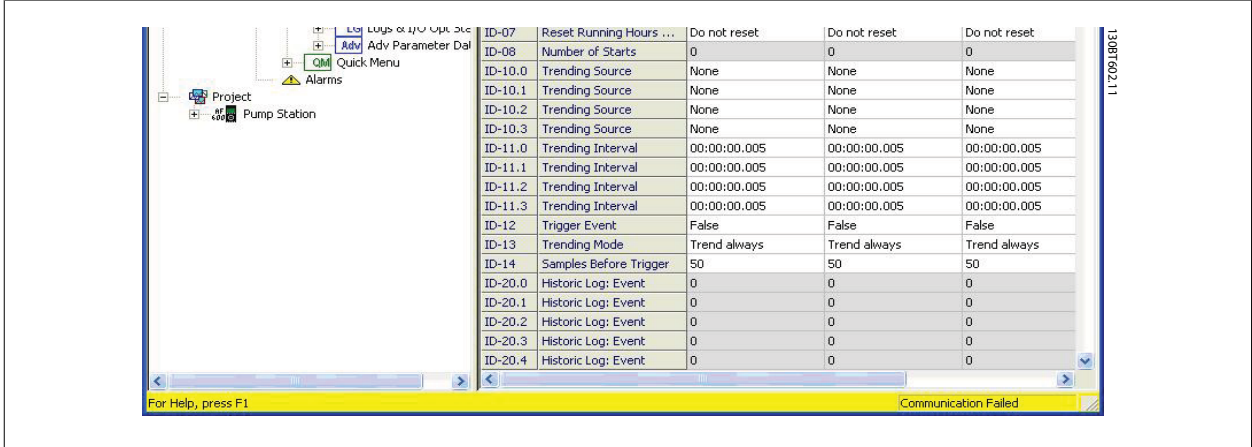 LG Logs & I/O Opt Sta
Adv Adv Parameter Dat
QM Quick Menu
Alarms
Project
AF 600 Pump Station
ID-07 Reset Running Hours ... Do not reset Do not reset Do not reset
ID-08 Number of Starts 0 0 0
ID-10.0 Trending Source None None None
ID-10.1 Trending Source None None None
ID-10.2 Trending Source None None None
ID-10.3 Trending Source None None None
ID-11.0 Trending Interval 00:00:00.005 00:00:00.005 00:00:00.005
ID-11.1 Trending Interval 00:00:00.005 00:00:00.005 00:00:00.005
ID-11.2 Trending Interval 00:00:00.005 00:00:00.005 00:00:00.005
ID-11.3 Trending Interval 00:00:00.005 00:00:00.005 00:00:00.005
ID-12 Trigger Event False False False
ID-13 Trending Mode Trend always Trend always Trend always
ID-14 Samples Before Trigger 50 50 50
ID-20.0 Historic Log: Event 0 0 0
ID-20.1 Historic Log: Event 0 0 0
ID-20.2 Historic Log: Event 0 0 0
ID-20.3 Historic Log: Event 0 0 0
ID-20.4 Historic Log: Event 0 0 0
For Help, press F1 Communication Failed
130BT602.11